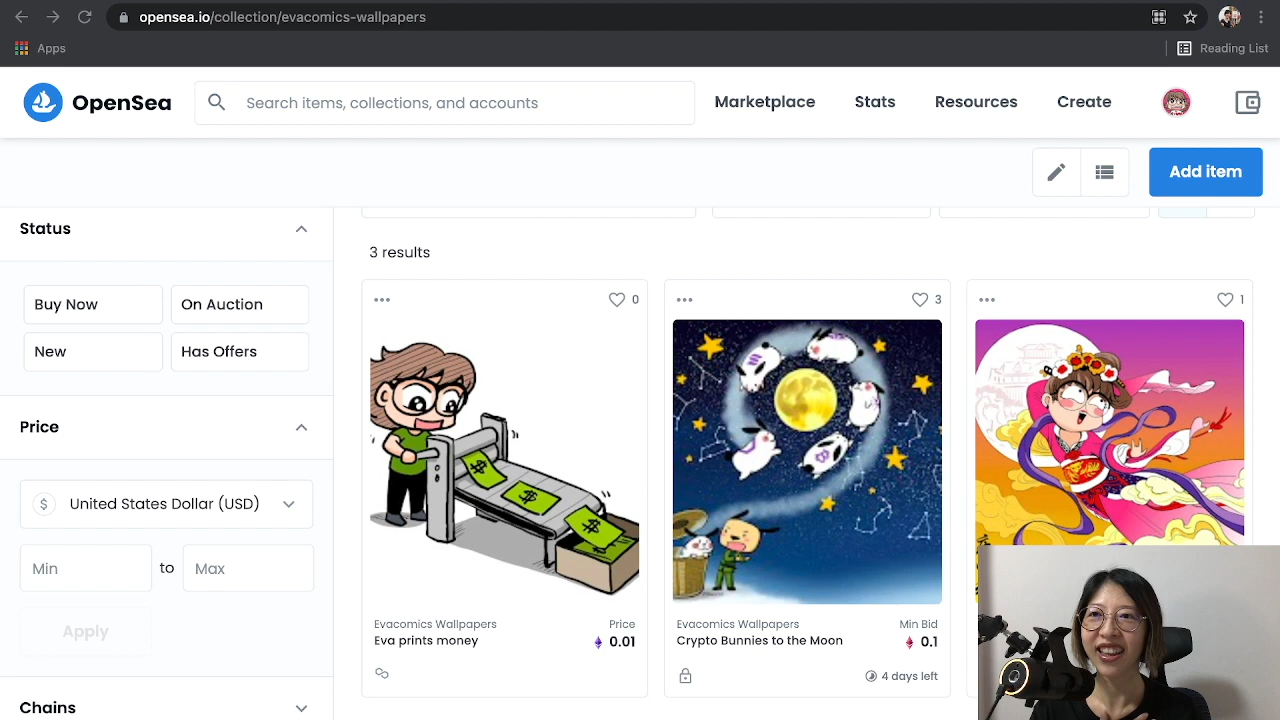 opensea.io/collection/evacomics-wallpapers
Apps
Reading List
OpenSea
Search items, collections, and accounts
Marketplace
Stats
Resources
Create
Add item
Status
Buy Now
On Auction
New
Has Offers
Price
$
United States Dollar (USD)
Min
to
Max
Apply
Chains
3 results
0
$
$
$
Evacomics Wallpapers
Price
Eva prints money
0.01
3
Evacomics Wallpapers
Min Bid
Crypto Bunnies to the Moon
0.1
4 days left
1